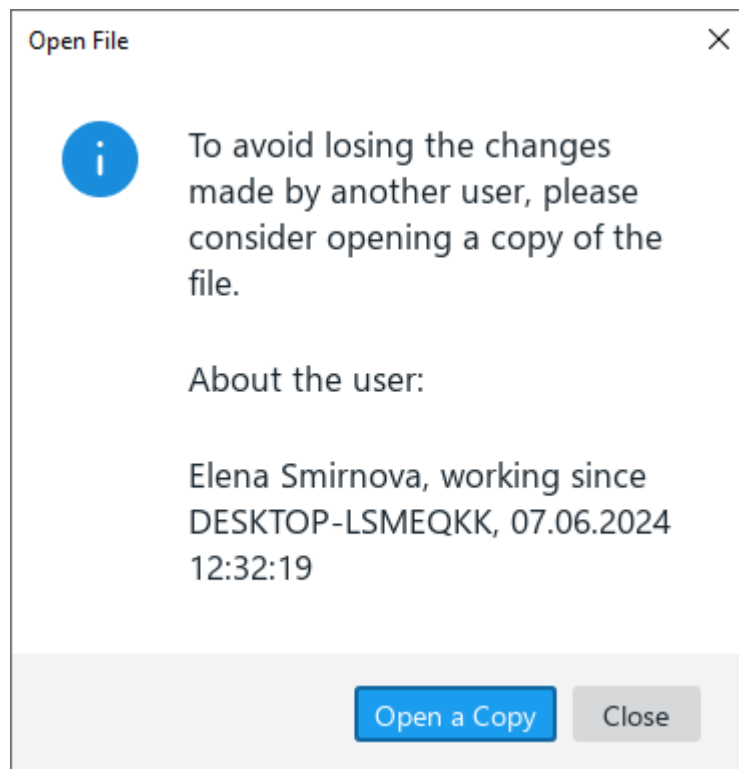 Open File
To avoid losing the changes
made by another user, please
consider opening a copy of the
file.
About the user:
Elena Smirnova, working since
DESKTOP-LSMEQKK, 07.06.2024
12:32:19
Open a Copy
Close